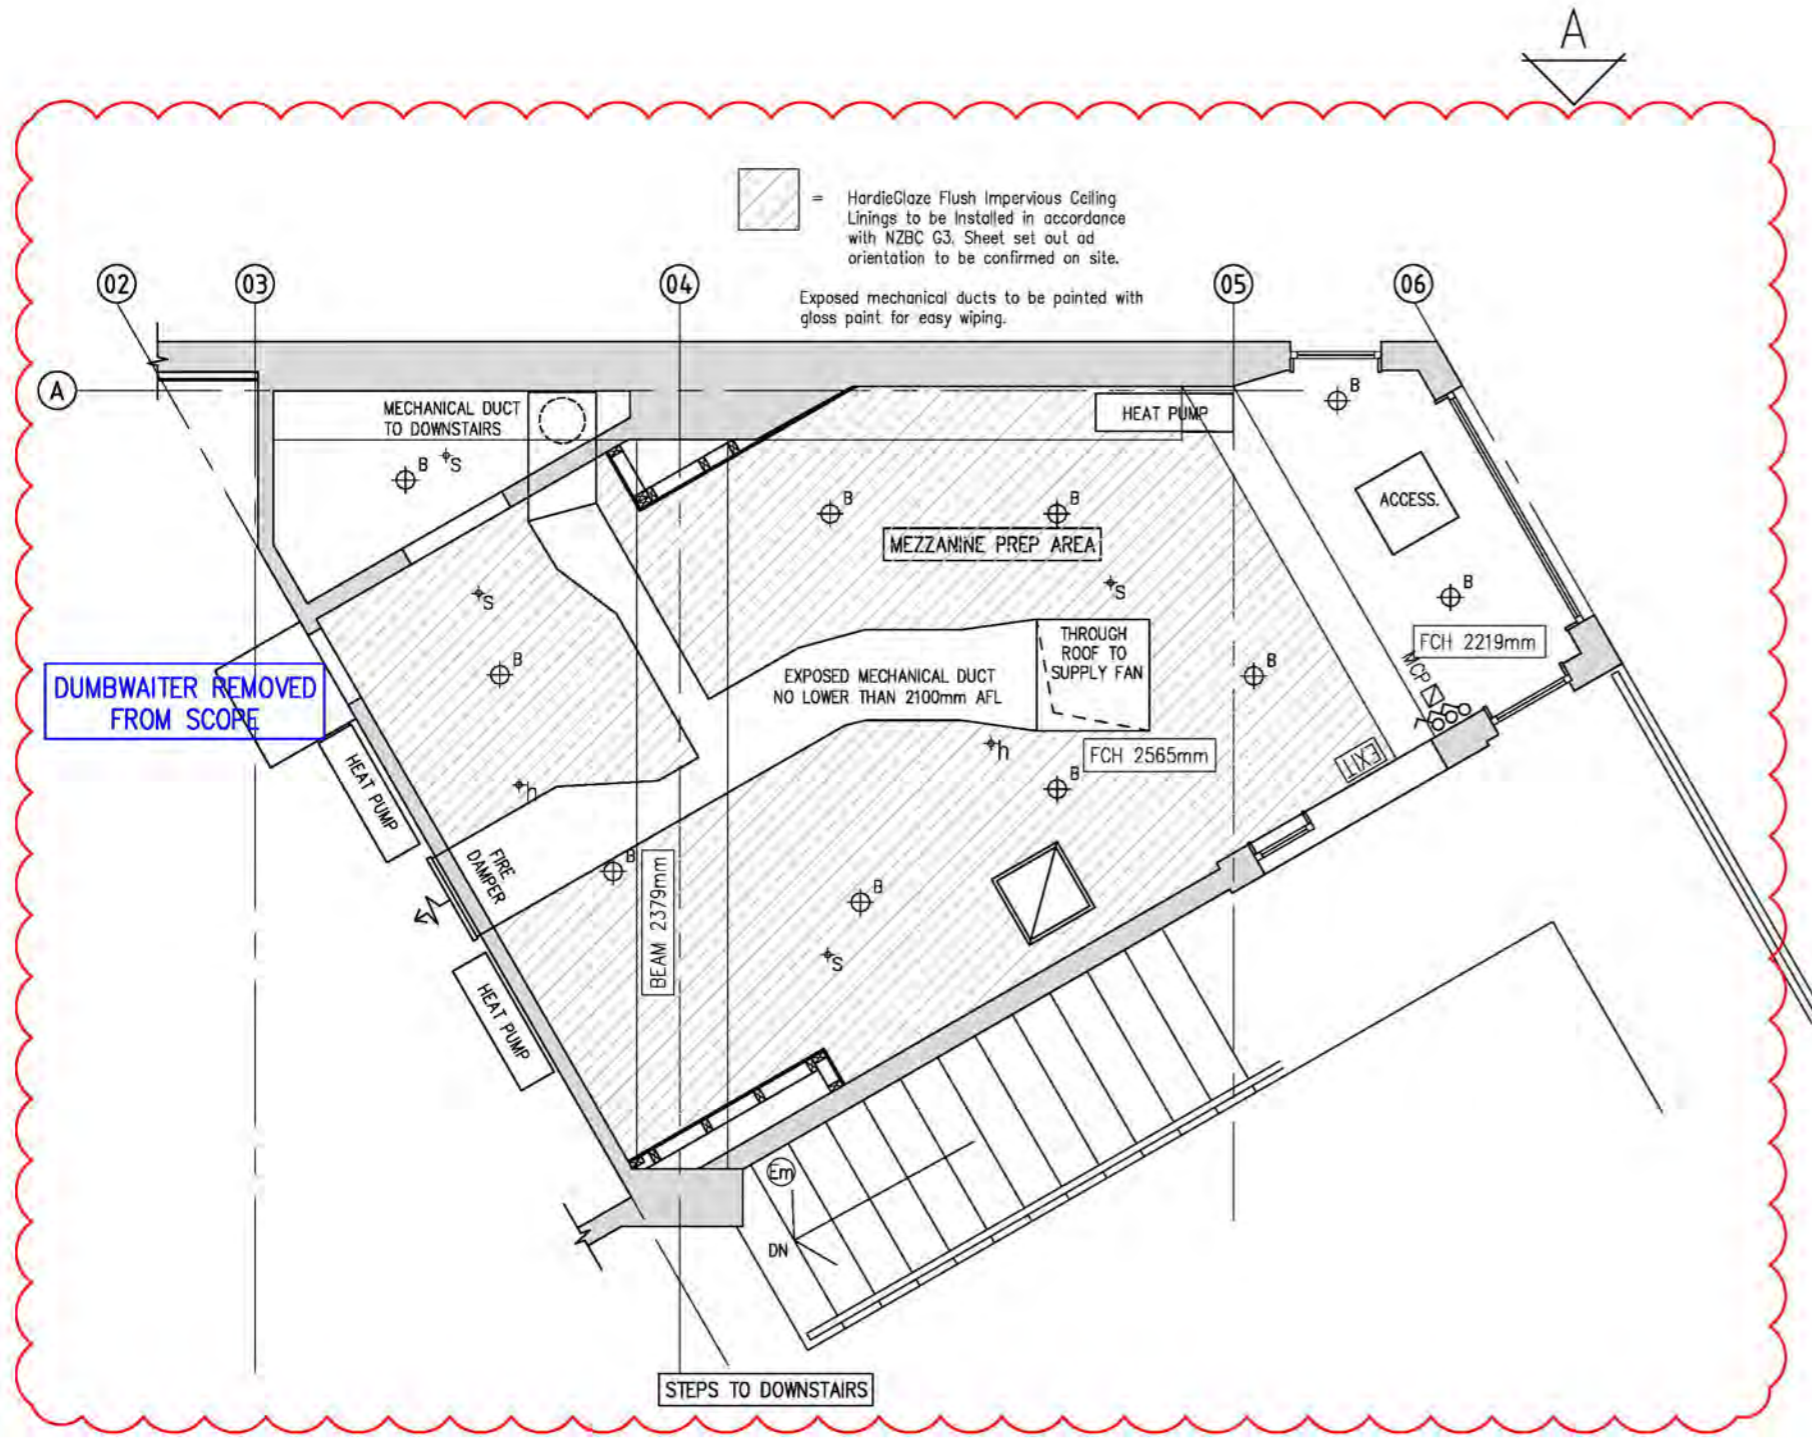 A
= HardieGlaze Flush Impervious Ceiling
Linings to be Installed in accordance
with NZBC G3. Sheet set out ad
orientation to be confirmed on site.
Exposed mechanical ducts to be painted with
gloss paint for easy wiping.
02
03
04
05
06
A
MECHANICAL DUCT
TO DOWNSTAIRS
B
S
HEAT PUMP
B
ACCESS.
B
B
MEZZANINE PREP AREA
S
S
B
B
FCH 2219mm
MCP
THROUGH
ROOF TO
SUPPLY FAN
EXPOSED MECHANICAL DUCT
NO LOWER THAN 2100mm AFL
B
B
DUMBWAITER REMOVED
FROM SCOPE
HEAT PUMP
h
h
FCH 2565mm
EXIT
B
FIRE
DAMPER
B
BEAM 2379mm
B
S
HEAT PUMP
Em
DN
STEPS TO DOWNSTAIRS